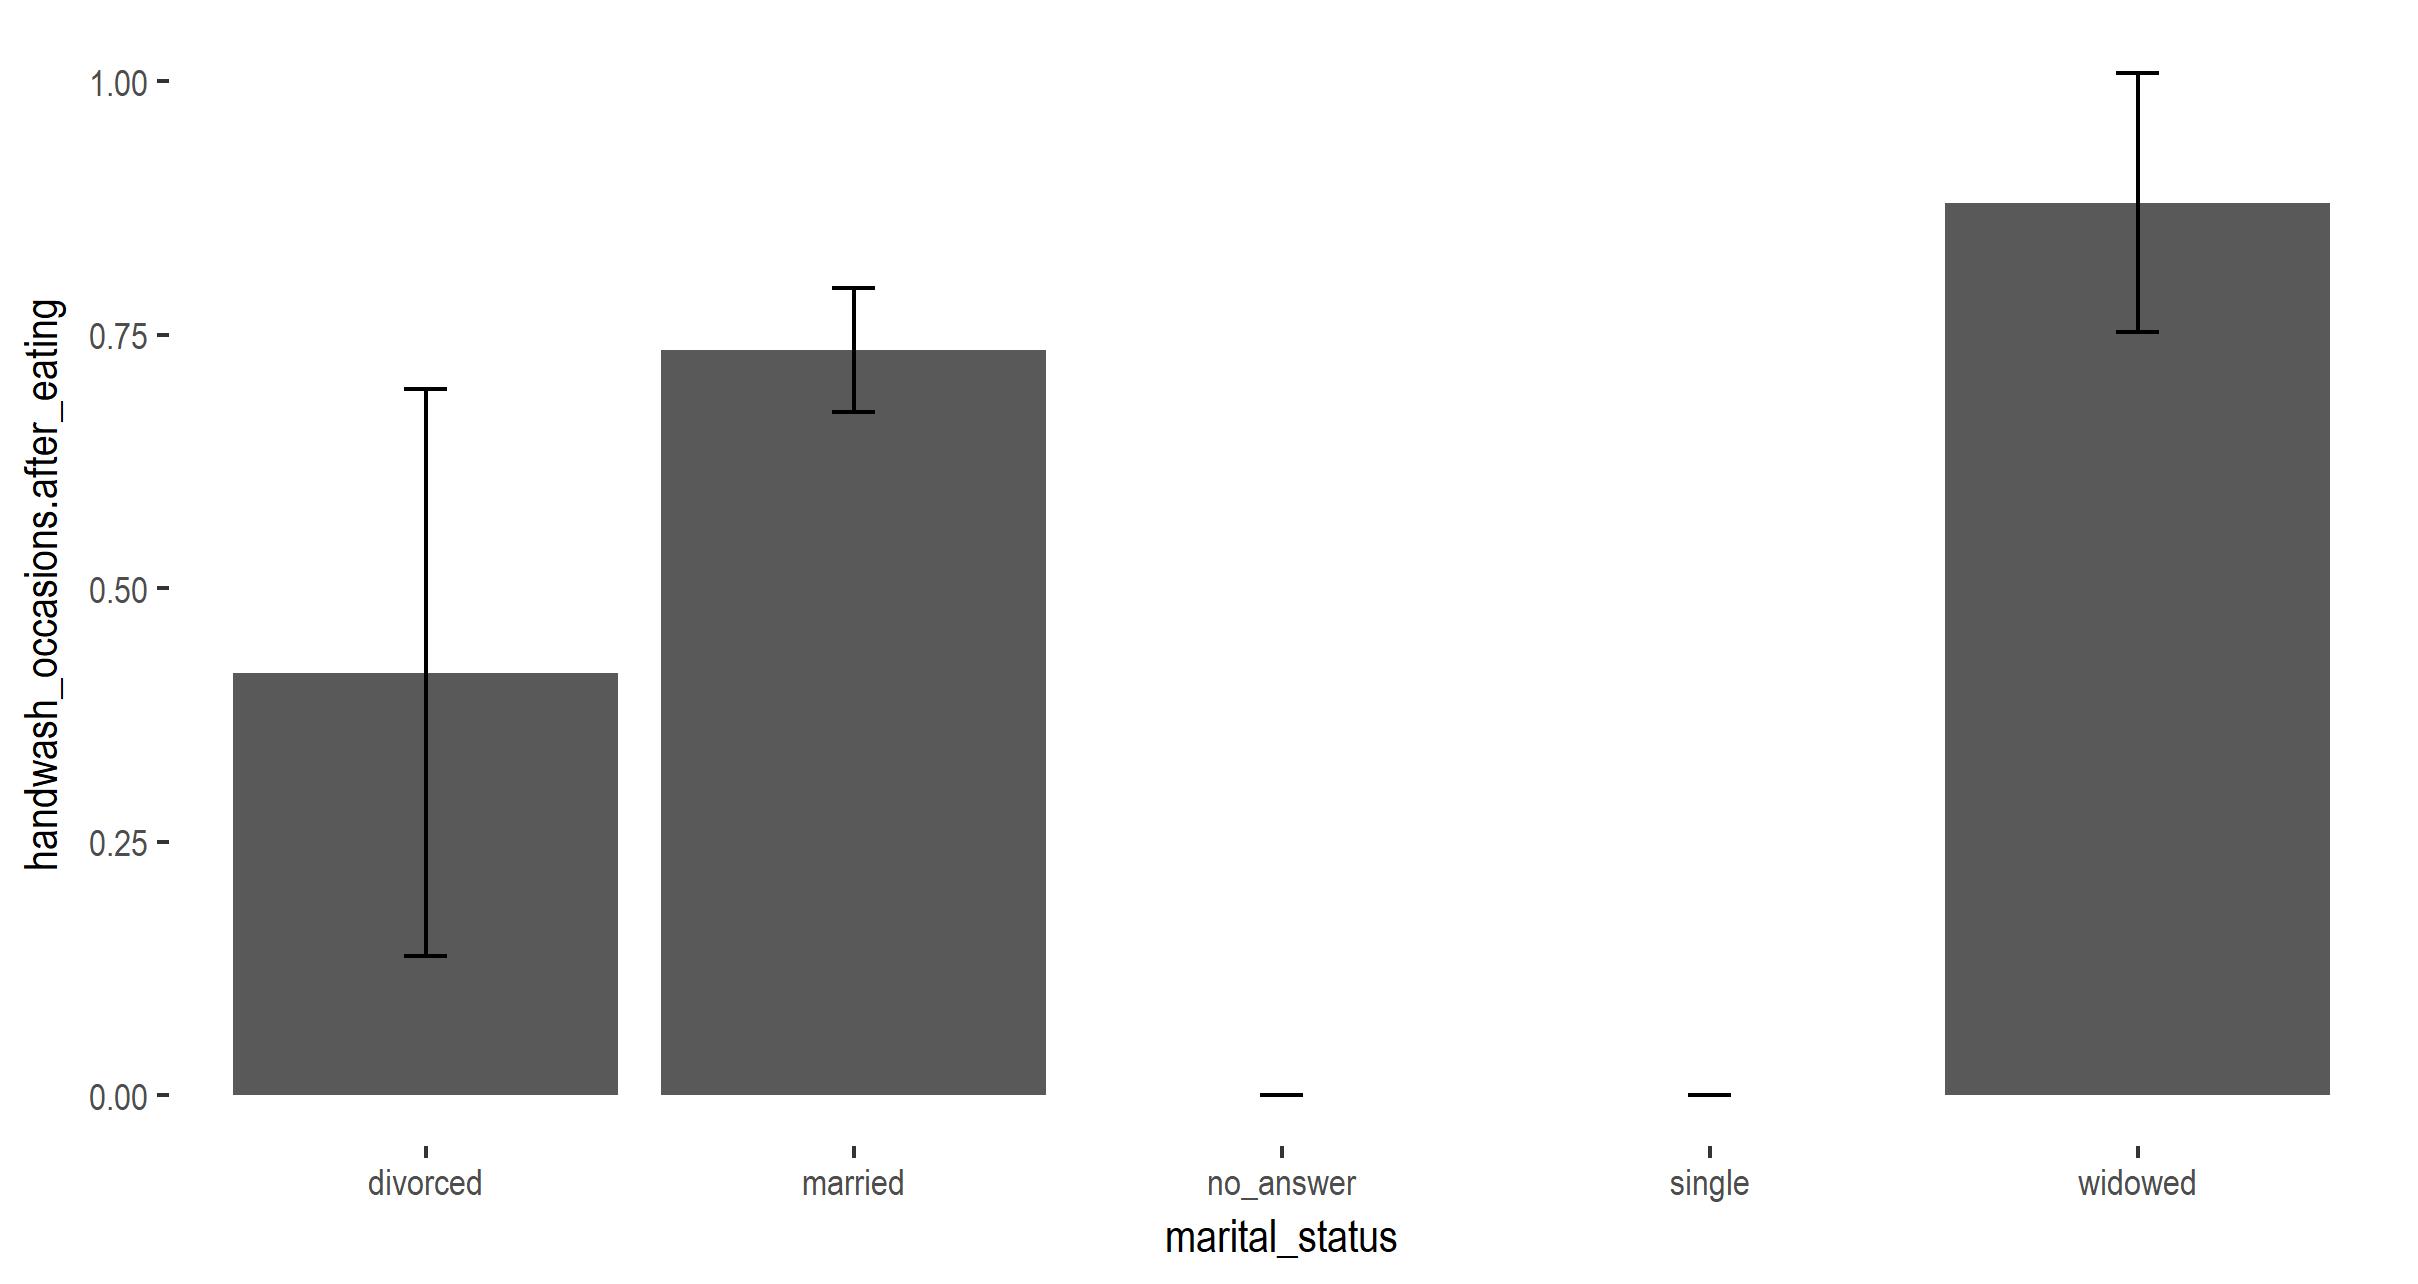 1.00
0.75
0.50
0.25
0.00
handwash_occasions.after_eating
divorced married no_answer single widowed
marital_status